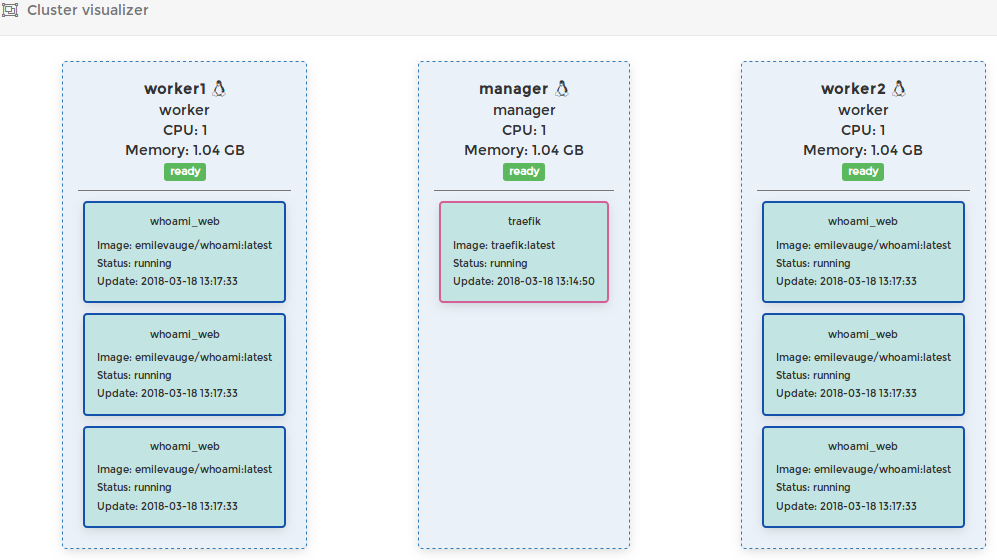 Cluster visualizer
worker1
worker
CPU: 1
Memory: 1.04 GB
ready
whoami_web
Image: emilevauge/whoami:latest
Status: running
Update: 2018-03-18 13:17:33
whoami_web
Image: emilevauge/whoami:latest
Status: running
Update: 2018-03-18 13:17:33
whoami_web
Image: emilevauge/whoami:latest
Status: running
Update: 2018-03-18 13:17:33
manager
manager
CPU: 1
Memory: 1.04 GB
ready
traefik
Image: traefik:latest
Status: running
Update: 2018-03-18 13:14:50
worker2
worker
CPU: 1
Memory: 1.04 GB
ready
whoami_web
Image: emilevauge/whoami:latest
Status: running
Update: 2018-03-18 13:17:33
whoami_web
Image: emilevauge/whoami:latest
Status: running
Update: 2018-03-18 13:17:33
whoami_web
Image: emilevauge/whoami:latest
Status: running
Update: 2018-03-18 13:17:33